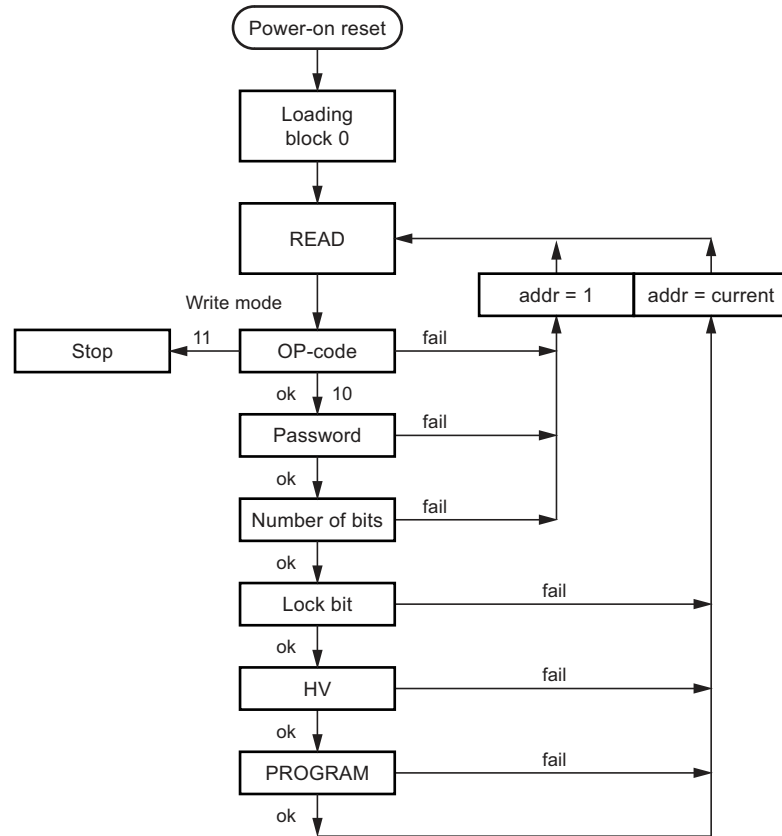 Power-on reset
Loading
block 0
READ
addr = 1
addr = current
Write mode
Stop
11
OP-code
fail
ok
10
Password
fail
ok
Number of bits
fail
ok
Lock bit
fail
ok
HV
fail
ok
PROGRAM
fail
ok